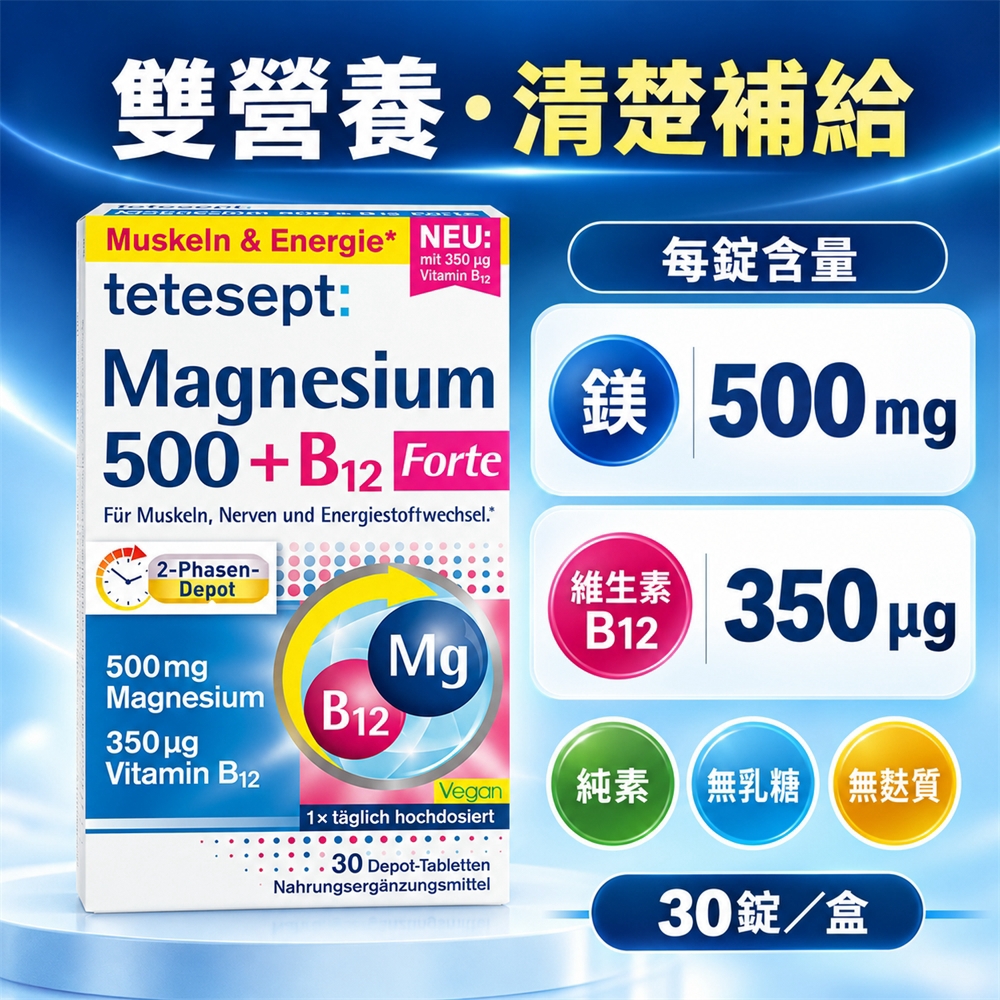 雙營養・清楚補給
Muskeln & Energie*
NEU:
mit 350 µg
Vitamin B12
tetesept:
Magnesium
500 + B12 Forte
Für Muskeln, Nerven und Energiestoffwechsel.*
2-Phasen-
Depot
500 mg
Magnesium
350 µg
Vitamin B12
Mg
B12
Vegan
1x täglich hochdosiert
30 Depot-Tabletten
Nahrungsergänzungsmittel
每錠含量
鎂
500 mg
維生素
B12
350 µg
純素
無乳糖
無麩質
30錠／盒